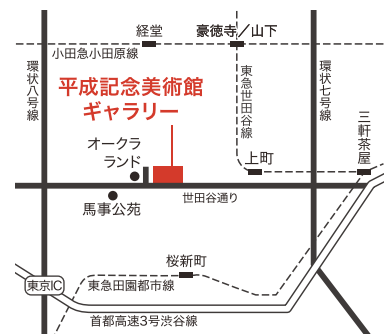 経堂
豪徳寺/山下
小田急小田原線
環状八号線
平成記念美術館
ギャラリー
東急世田谷線
環状七号線
三軒茶屋
オークラ
ランド
上町
世田谷通り
馬事公苑
桜新町
東京IC
東急田園都市線
首都高速3号渋谷線